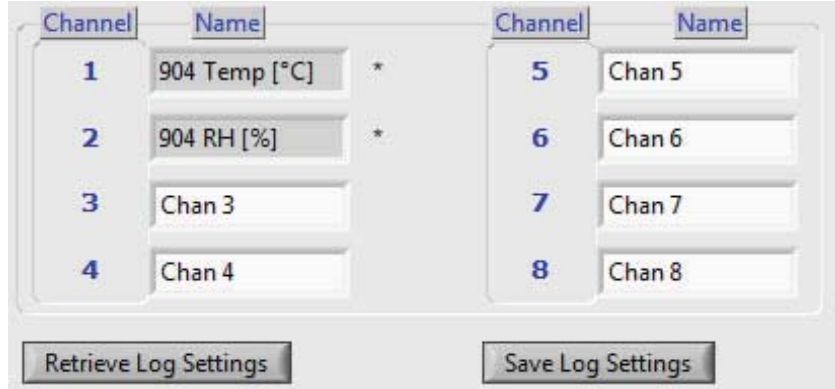 Channel Name Channel Name
1 904 Temp [°C] * 5 Chan 5
2 904 RH [%] * 6 Chan 6
3 Chan 3 7 Chan 7
4 Chan 4 8 Chan 8
Retrieve Log Settings Save Log Settings